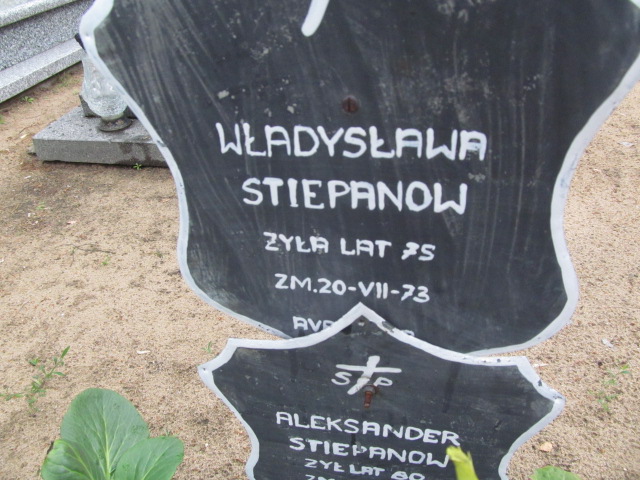 WŁADYSŁAWA
STIEPANOW
ŻYŁA LAT 75
ZM.20-VII-73
S P
ALEKSANDER
STIEPANOW
ŻYŁ LAT 80